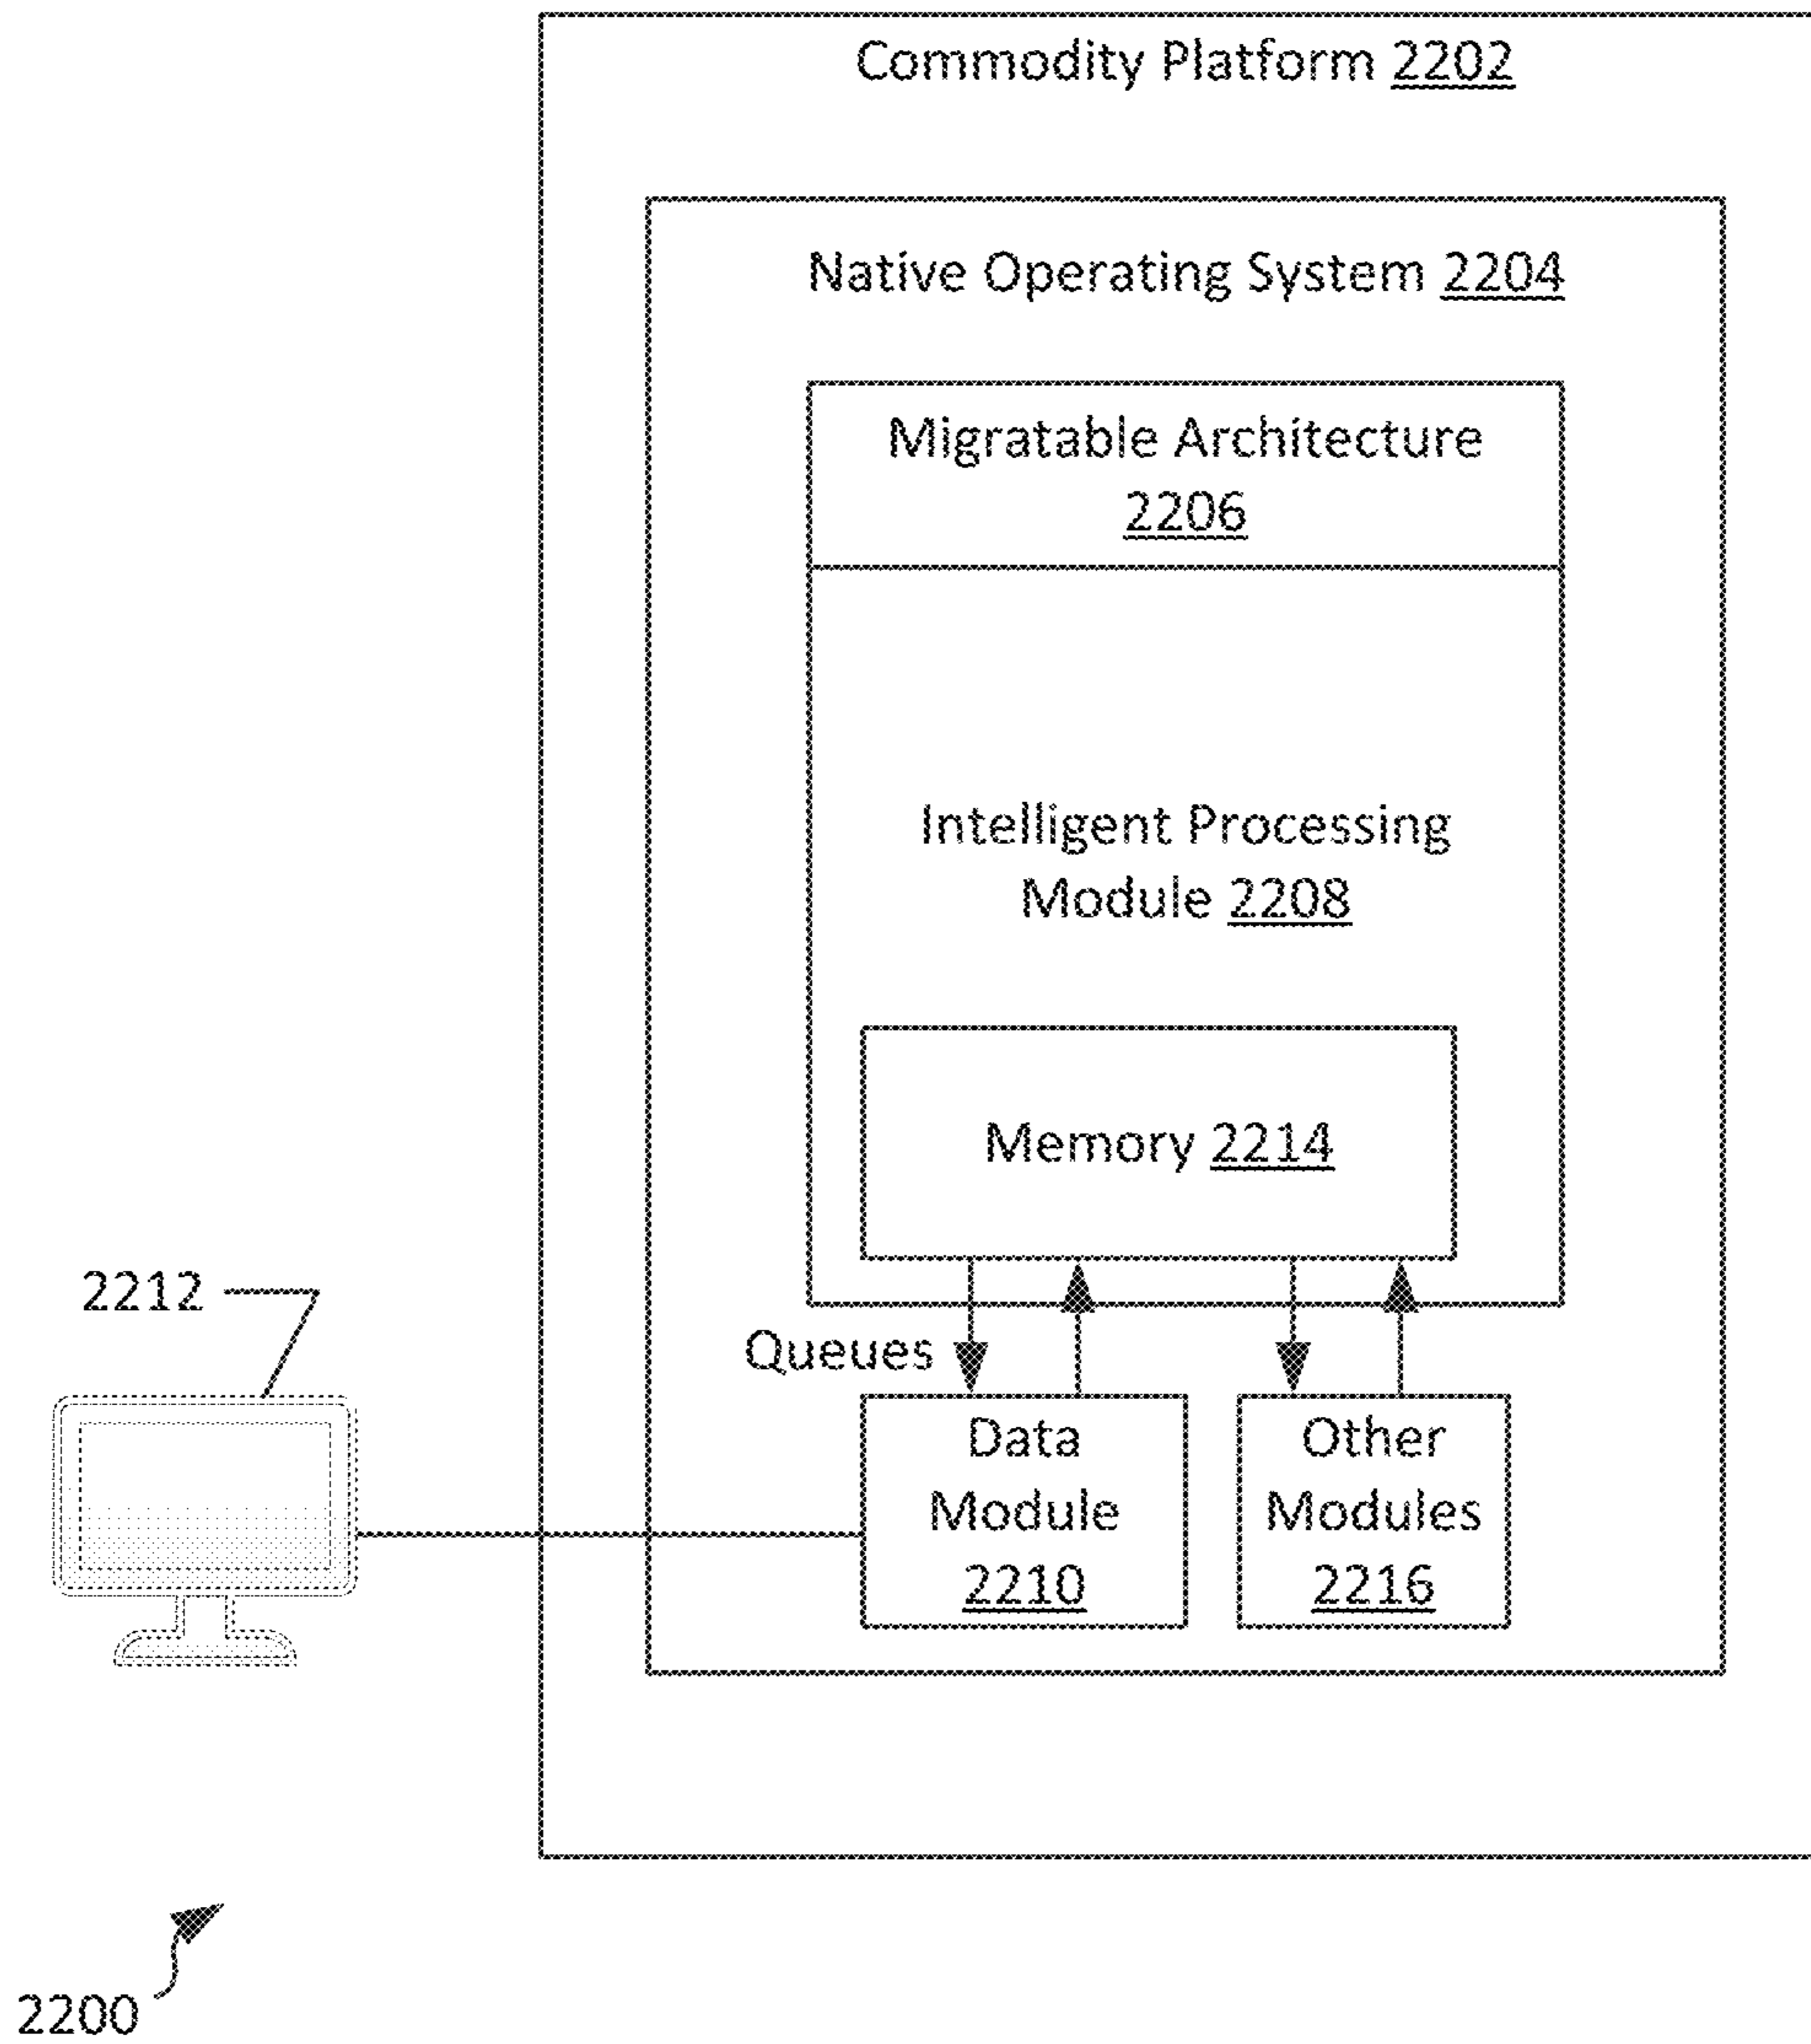 Commodity Platform 2202
Native Operating System 2204
Migratable Architecture
2206
Intelligent Processing
Module 2208
Memory 2214
2212
Queues
Data
Module
2210
Other
Modules
2216
2200